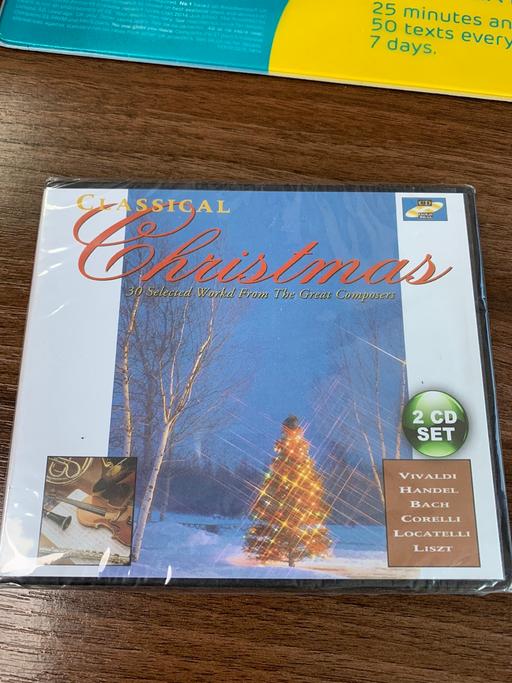 25 minutes an
50 texts every
7 days.
CLASSICAL
Christmas
30 Selected Workd From The Great Composers
CD
2 CD
SET
VIVALDI
HANDEL
BACH
CORELLI
LOCATELLI
LISZT